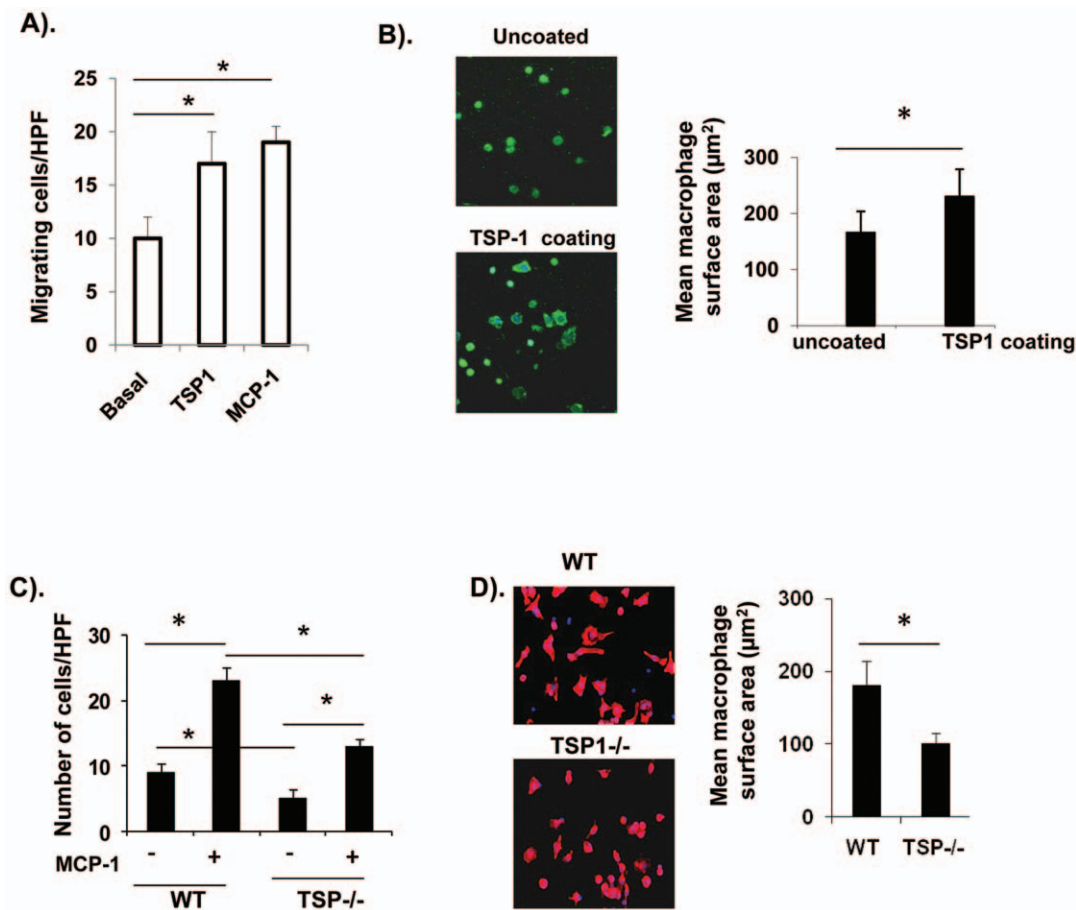 A).
*
*
Migrating cells/HPF
25
20
15
10
5
0
Basal
TSP1
MCP-1
B).
Uncoated
TSP-1 coating
*
Mean macrophage
surface area (µm²)
300
200
100
0
uncoated
TSP1 coating
C).
*
*
*
*
Number of cells/HPF
30
20
10
0
MCP-1 - + - +
WT TSP-/-
D).
WT
TSP1-/-
*
Mean macrophage
surface area (µm²)
300
200
100
0
WT TSP-/-